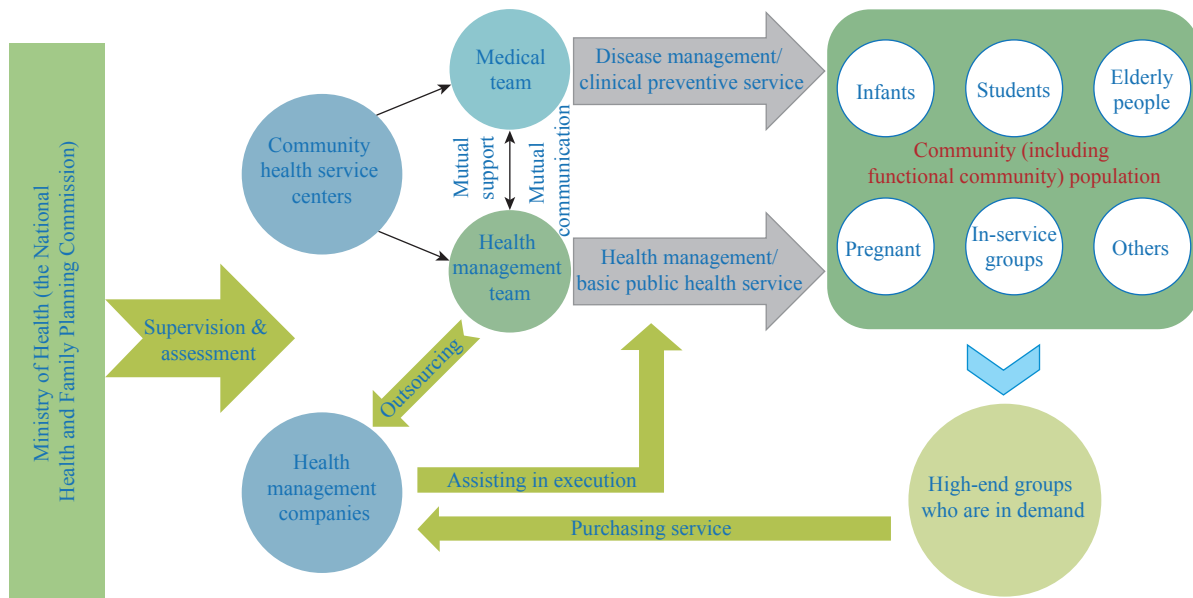 Ministry of Health (the National
Health and Family Planning Commission)
Supervision &
assessment
Community
health service
centers
Medical
team
Mutual
support
Mutual
communication
Health
management
team
Disease management/
clinical preventive service
Health management/
basic public health service
Infants
Students
Elderly
people
Community (including
functional community) population
Pregnant
In-service
groups
Others
Outsourcing
Health
management
companies
Assisting in execution
Purchasing service
High-end groups
who are in demand